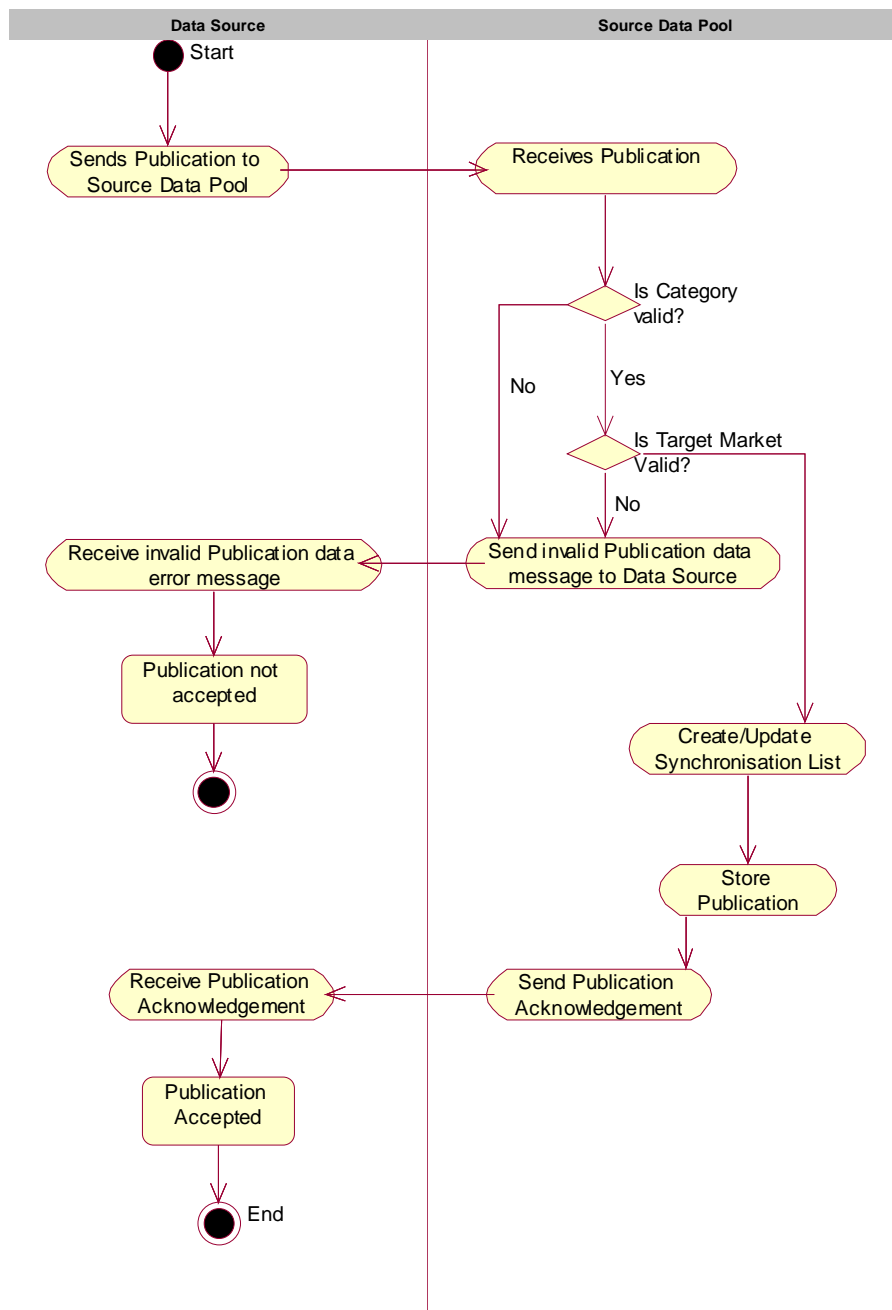 Data Source
Source Data Pool
Start
Sends Publication to
Source Data Pool
Receives Publication
Is Category
valid?
No
Yes
Is Target Market
Valid?
No
Receive invalid Publication data
error message
Send invalid Publication data
message to Data Source
Publication not
accepted
Create/Update
Synchronisation List
Store
Publication
Receive Publication
Acknowledgement
Send Publication
Acknowledgement
Publication
Accepted
End